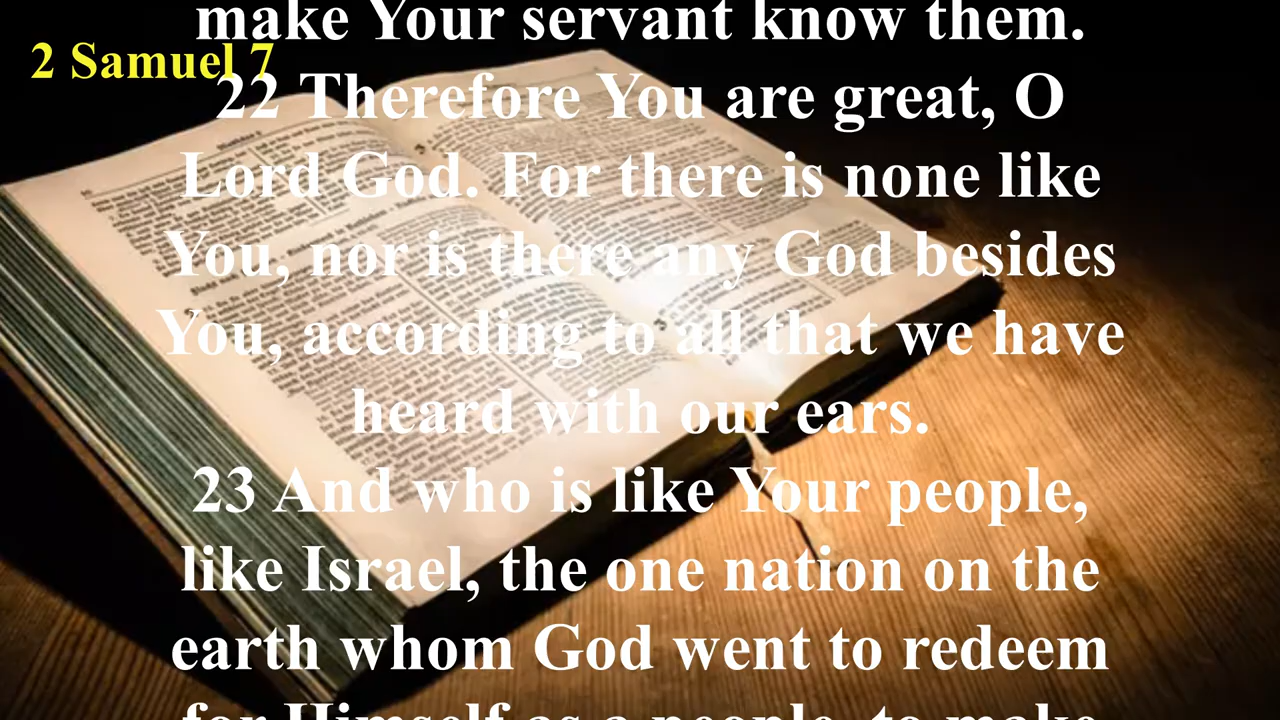 make Your servant know them.
2 Samuel 7
22 Therefore You are great, O
Lord God. For there is none like
You, nor is there any God besides
You, according to all that we have
heard with our ears.
23 And who is like Your people,
like Israel, the one nation on the
earth whom God went to redeem
for Himself as a people, to make